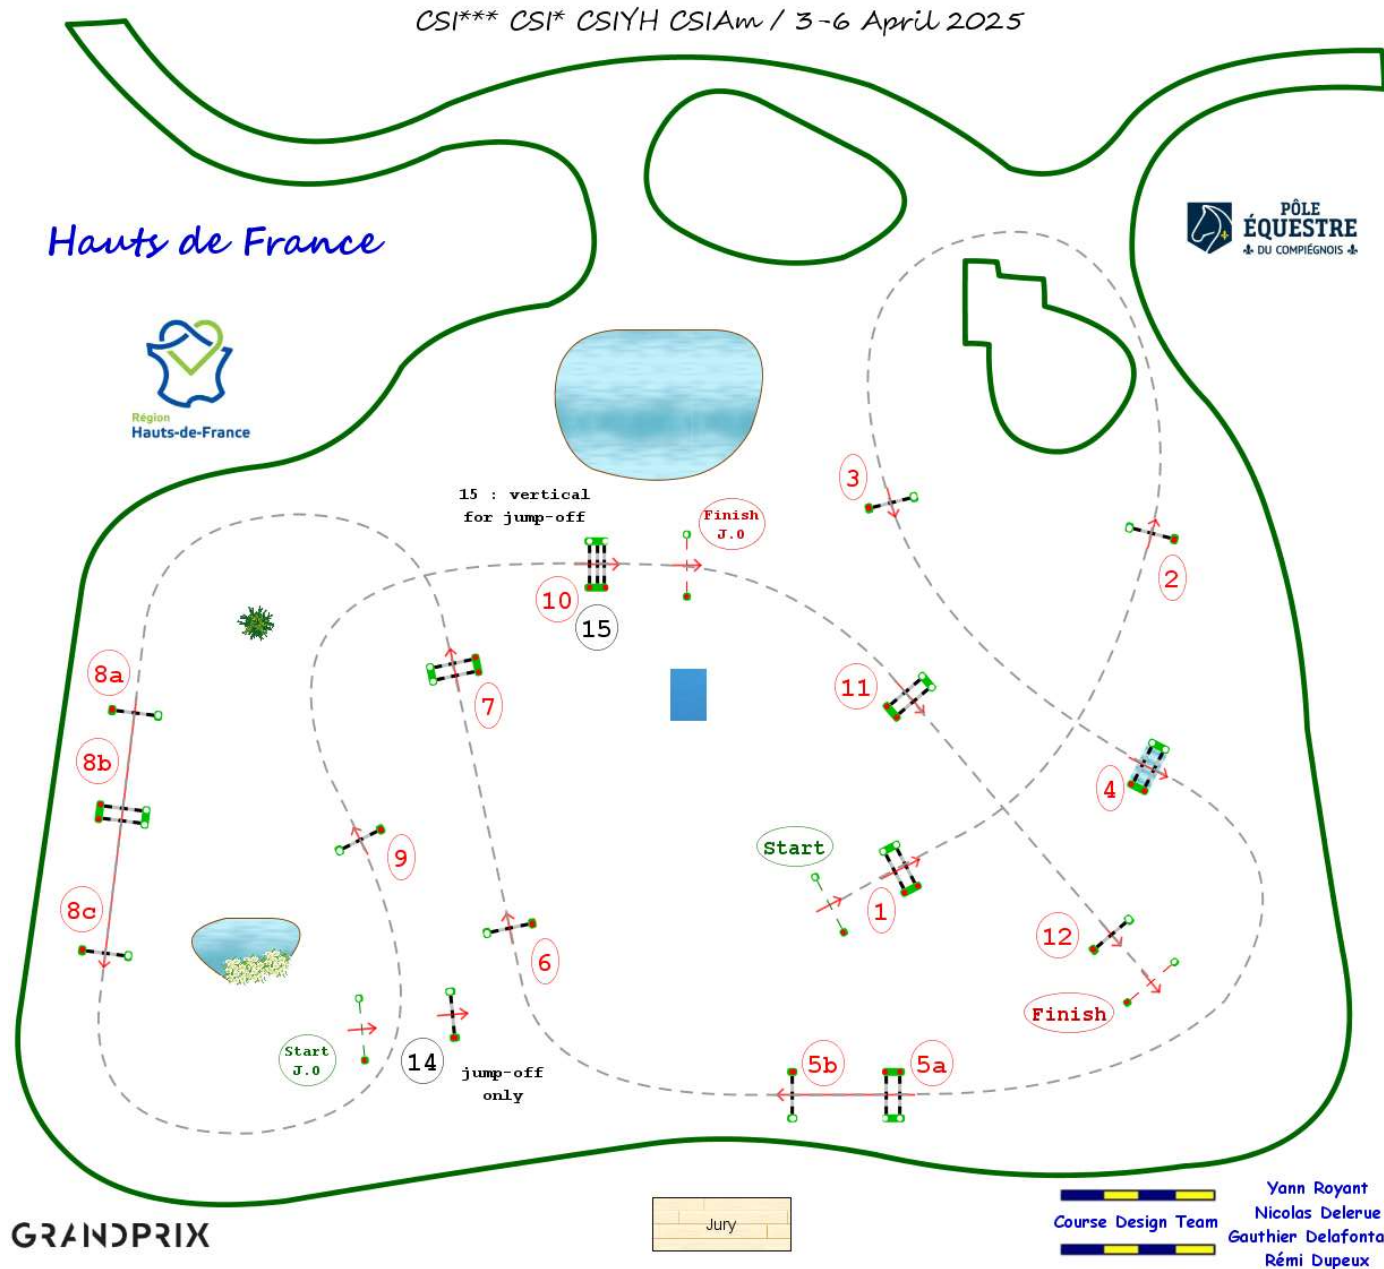 CSI*** CSI* CSIYH CSIAm / 3-6 April 2025
Hauts de France
PÔLE
ÉQUESTRE
DU COMPIÉGNOIS
Région
Hauts-de-France
3
15 : vertical
for jump-off
Finish
J.O
2
10
15
8a
7
11
8b
4
Start
9
1
8c
12
6
Finish
Start
J.O
14
jump-off
only
5b
5a
GRANDPRIX
Jury
Course Design Team
Yann Royant
Nicolas Delerue
Gauthier Delafonta
Rémi Dupeux